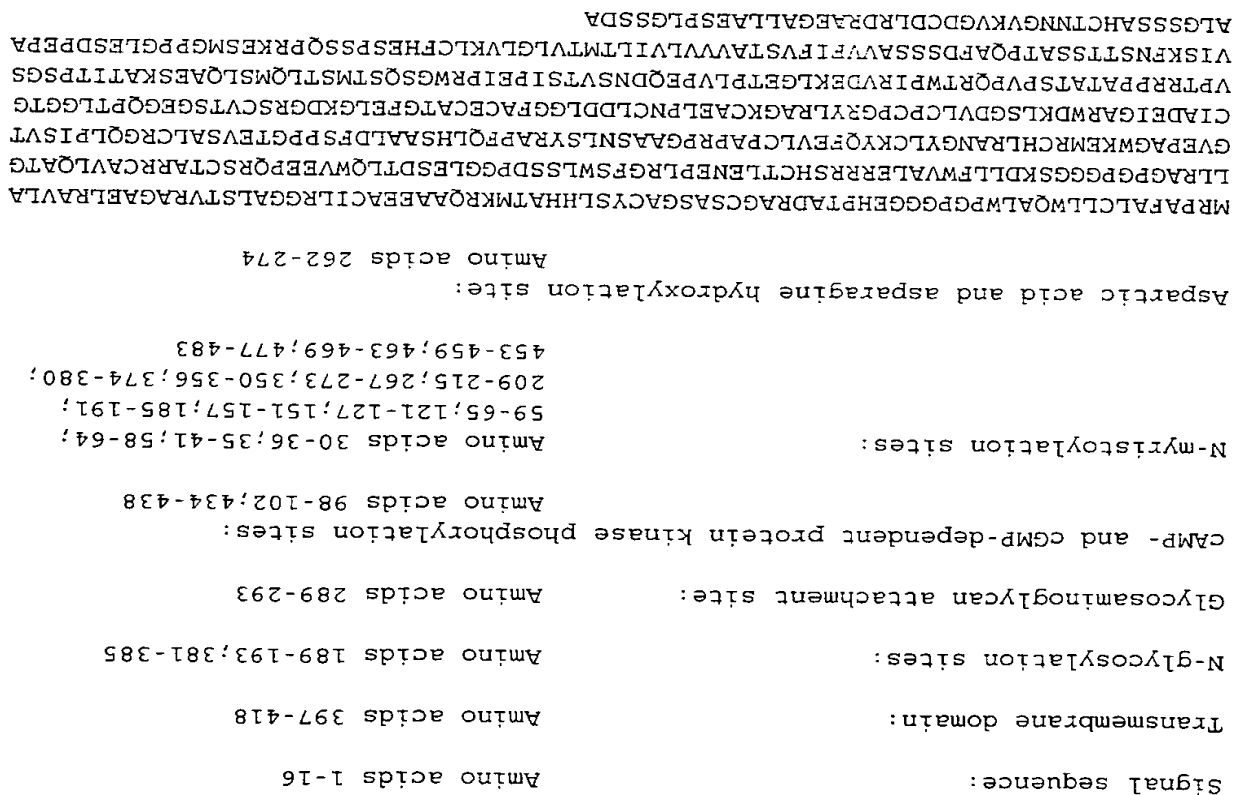 Signal sequence: Amino acids 1-16
Transmembrane domain: Amino acids 397-418
N-glycosylation sites: Amino acids 189-193;381-385
Glycosaminoglycan attachment site: Amino acids 289-293
cAMP- and cGMP-dependent protein kinase phosphorylation sites:
Amino acids 98-102;434-438
N-myristoylation sites: Amino acids 30-36;35-41;58-64;
59-65;121-127;151-157;185-191;
209-215;267-273;350-356;374-380;
453-459;463-469;477-483
Aspartic acid and asparagine hydroxylation site:
Amino acids 262-274
MRPAFALCLLWQALWPGPGGGEHPTADRAGCSASGACYSLHHATMKRQAAEEACILRGGALSTVRAGAELRAVLA
LLRAGPGPGGGSKDLLFWVALERRRSHCTLENEPLRGFSWLSSDPGGLESDTLQWVEEPQRSCTARRCAVLQATG
GVEPAGWKEMRCHLRANGYLCKYQFEVLCPAPRPGAASNLSYRAPFQLHSAALDFSPPGTEVSALCRGQLPISVT
CIADEIGARWDKLSGDVLCPCPGRYLRAGKCAELPNCLDDLGGFACECATGFELGKDGRSCVTSGEGQPTLGGTG
VPTRRPPATATSPVPQRTWPIRVDEKLGETPLVPEQDNSVTSIPEIPRWGSQSTMSTLQMSLQAESKATITPSGS
VISKFNSTTSSATPQAFDSSSAVVFIFVSTAVVVLVILTMTVLGLVKLCFHESPSSQPRKESMGPPGLESDPEPA
ALGSSSAHCTNNGVKVGDCDLRDRAEGALLAESPLGSSDA